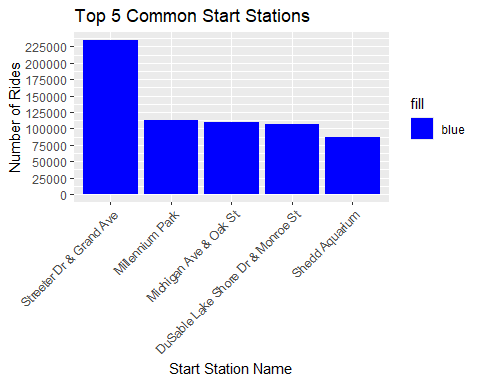 Top 5 Common Start Stations
Number of Rides
225000
200000
175000
150000
125000
100000
75000
50000
25000
0
Streeter Dr & Grand Ave
Millennium Park
Michigan Ave & Oak St
DuSable Lake Shore Dr & Monroe St
Shedd Aquarium
Start Station Name
fill
blue